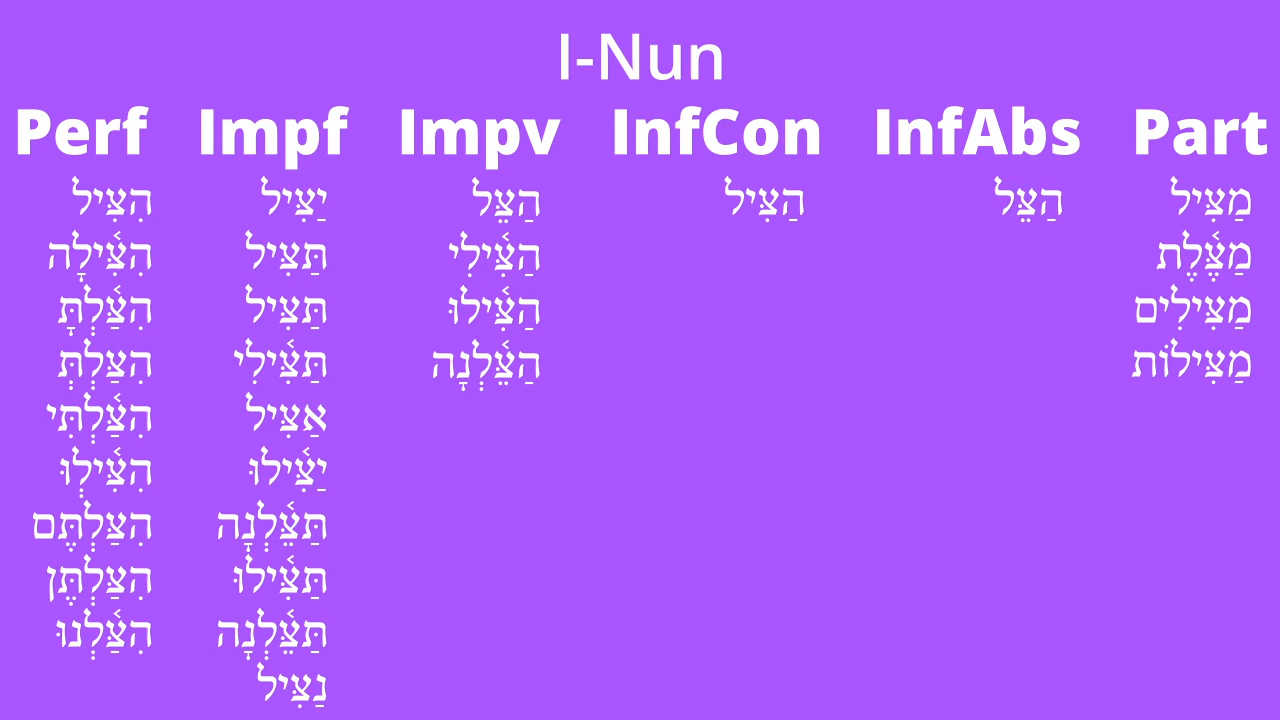 I-Nun
Perf Impf Impv InfCon InfAbs Part
הִצִּיל יַצִּיל הַצֵּל הַצִּיל הַצֵּל מַצִּיל
הִצִּ֫ילָה תַּצִּיל הַצִּ֫ילִי מַצֶּ֫לֶת
הִצַּ֫לְתָּ תַּצִּיל הַצִּ֫ילוּ מַצִּילִים
הִצַּלְתְּ תַּצִּ֫ילִי הַצֵּ֫לְנָה מַצִּילוֹת
הִצַּ֫לְתִּי אַצִּיל
הִצִּ֫ילְוּ יַצִּ֫ילוּ
הִצַּלְתֶּם תַּצֵּ֫לְנָה
הִצַּלְתֶּן תַּצִּ֫ילוּ
הִצַּ֫לְנוּ תַּצֵּ֫לְנָה
נַצִּיל